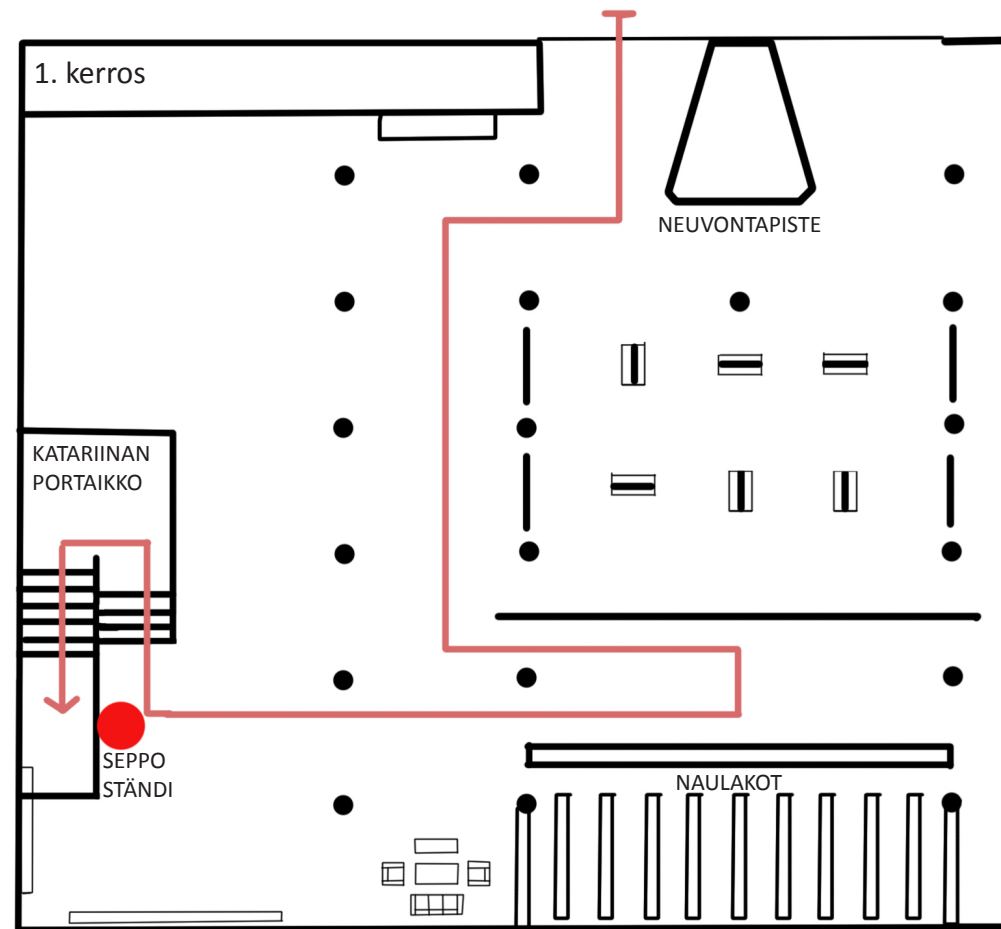 1. kerros
NEUVONTAPISTE
KATARIINAN
PORTAIKKO
SEPPO
STÄNDI
NAULAKOT